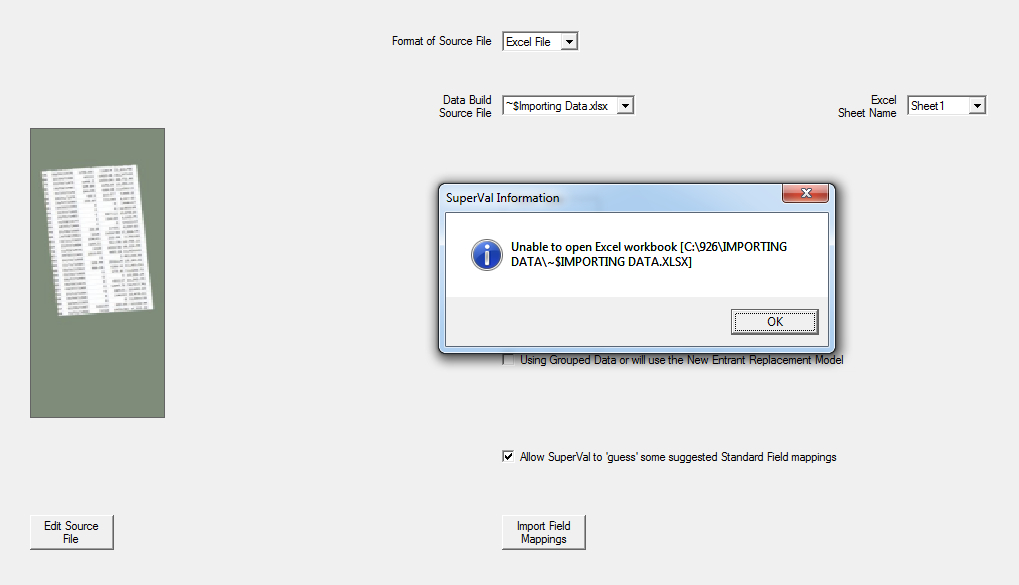 Format of Source File Excel File
Data Build
Source File
~$Importing Data.xlsx
Excel
Sheet Name
Sheet1
SuperVal Information
Unable to open Excel workbook [C:\926\IMPORTING
DATA\~$IMPORTING DATA.XLSX]
OK
Using Grouped Data or will use the New Entrant Replacement Model
Allow SuperVal to 'guess' some suggested Standard Field mappings
Edit Source
File
Import Field
Mappings